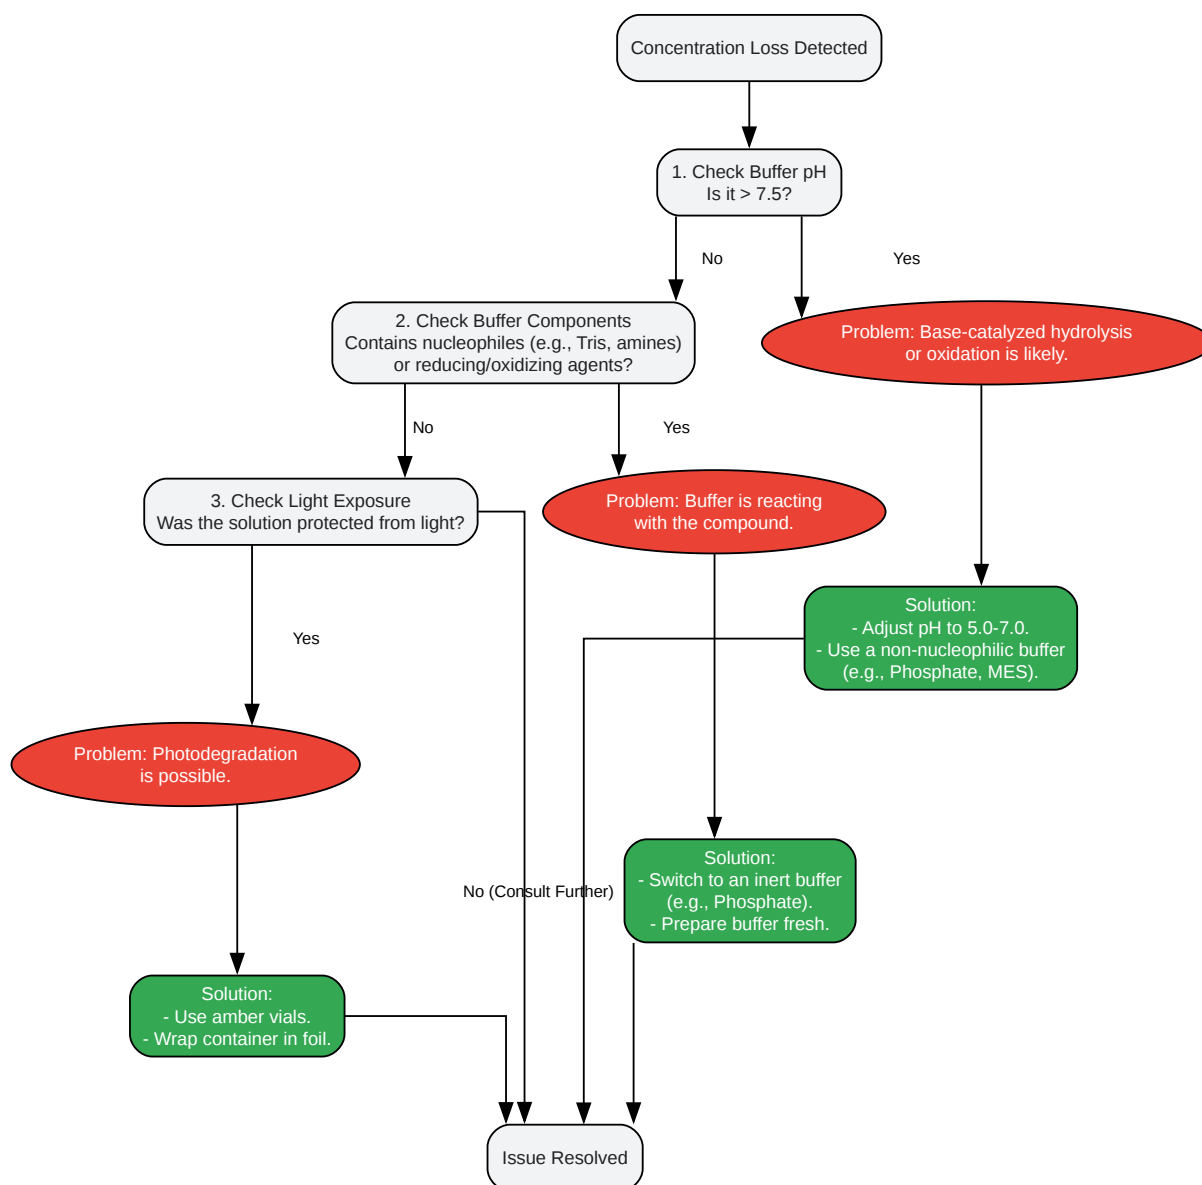 Concentration Loss Detected
1. Check Buffer pH
Is it > 7.5?
No
Yes
2. Check Buffer Components
Contains nucleophiles (e.g., Tris, amines)
or reducing/oxidizing agents?
Problem: Base-catalyzed hydrolysis
or oxidation is likely.
No
Yes
3. Check Light Exposure
Was the solution protected from light?
Problem: Buffer is reacting
with the compound.
Solution:
- Adjust pH to 5.0-7.0.
- Use a non-nucleophilic buffer
(e.g., Phosphate, MES).
Yes
Problem: Photodegradation
is possible.
No (Consult Further)
Solution:
- Switch to an inert buffer
(e.g., Phosphate).
- Prepare buffer fresh.
Solution:
- Use amber vials.
- Wrap container in foil.
Issue Resolved